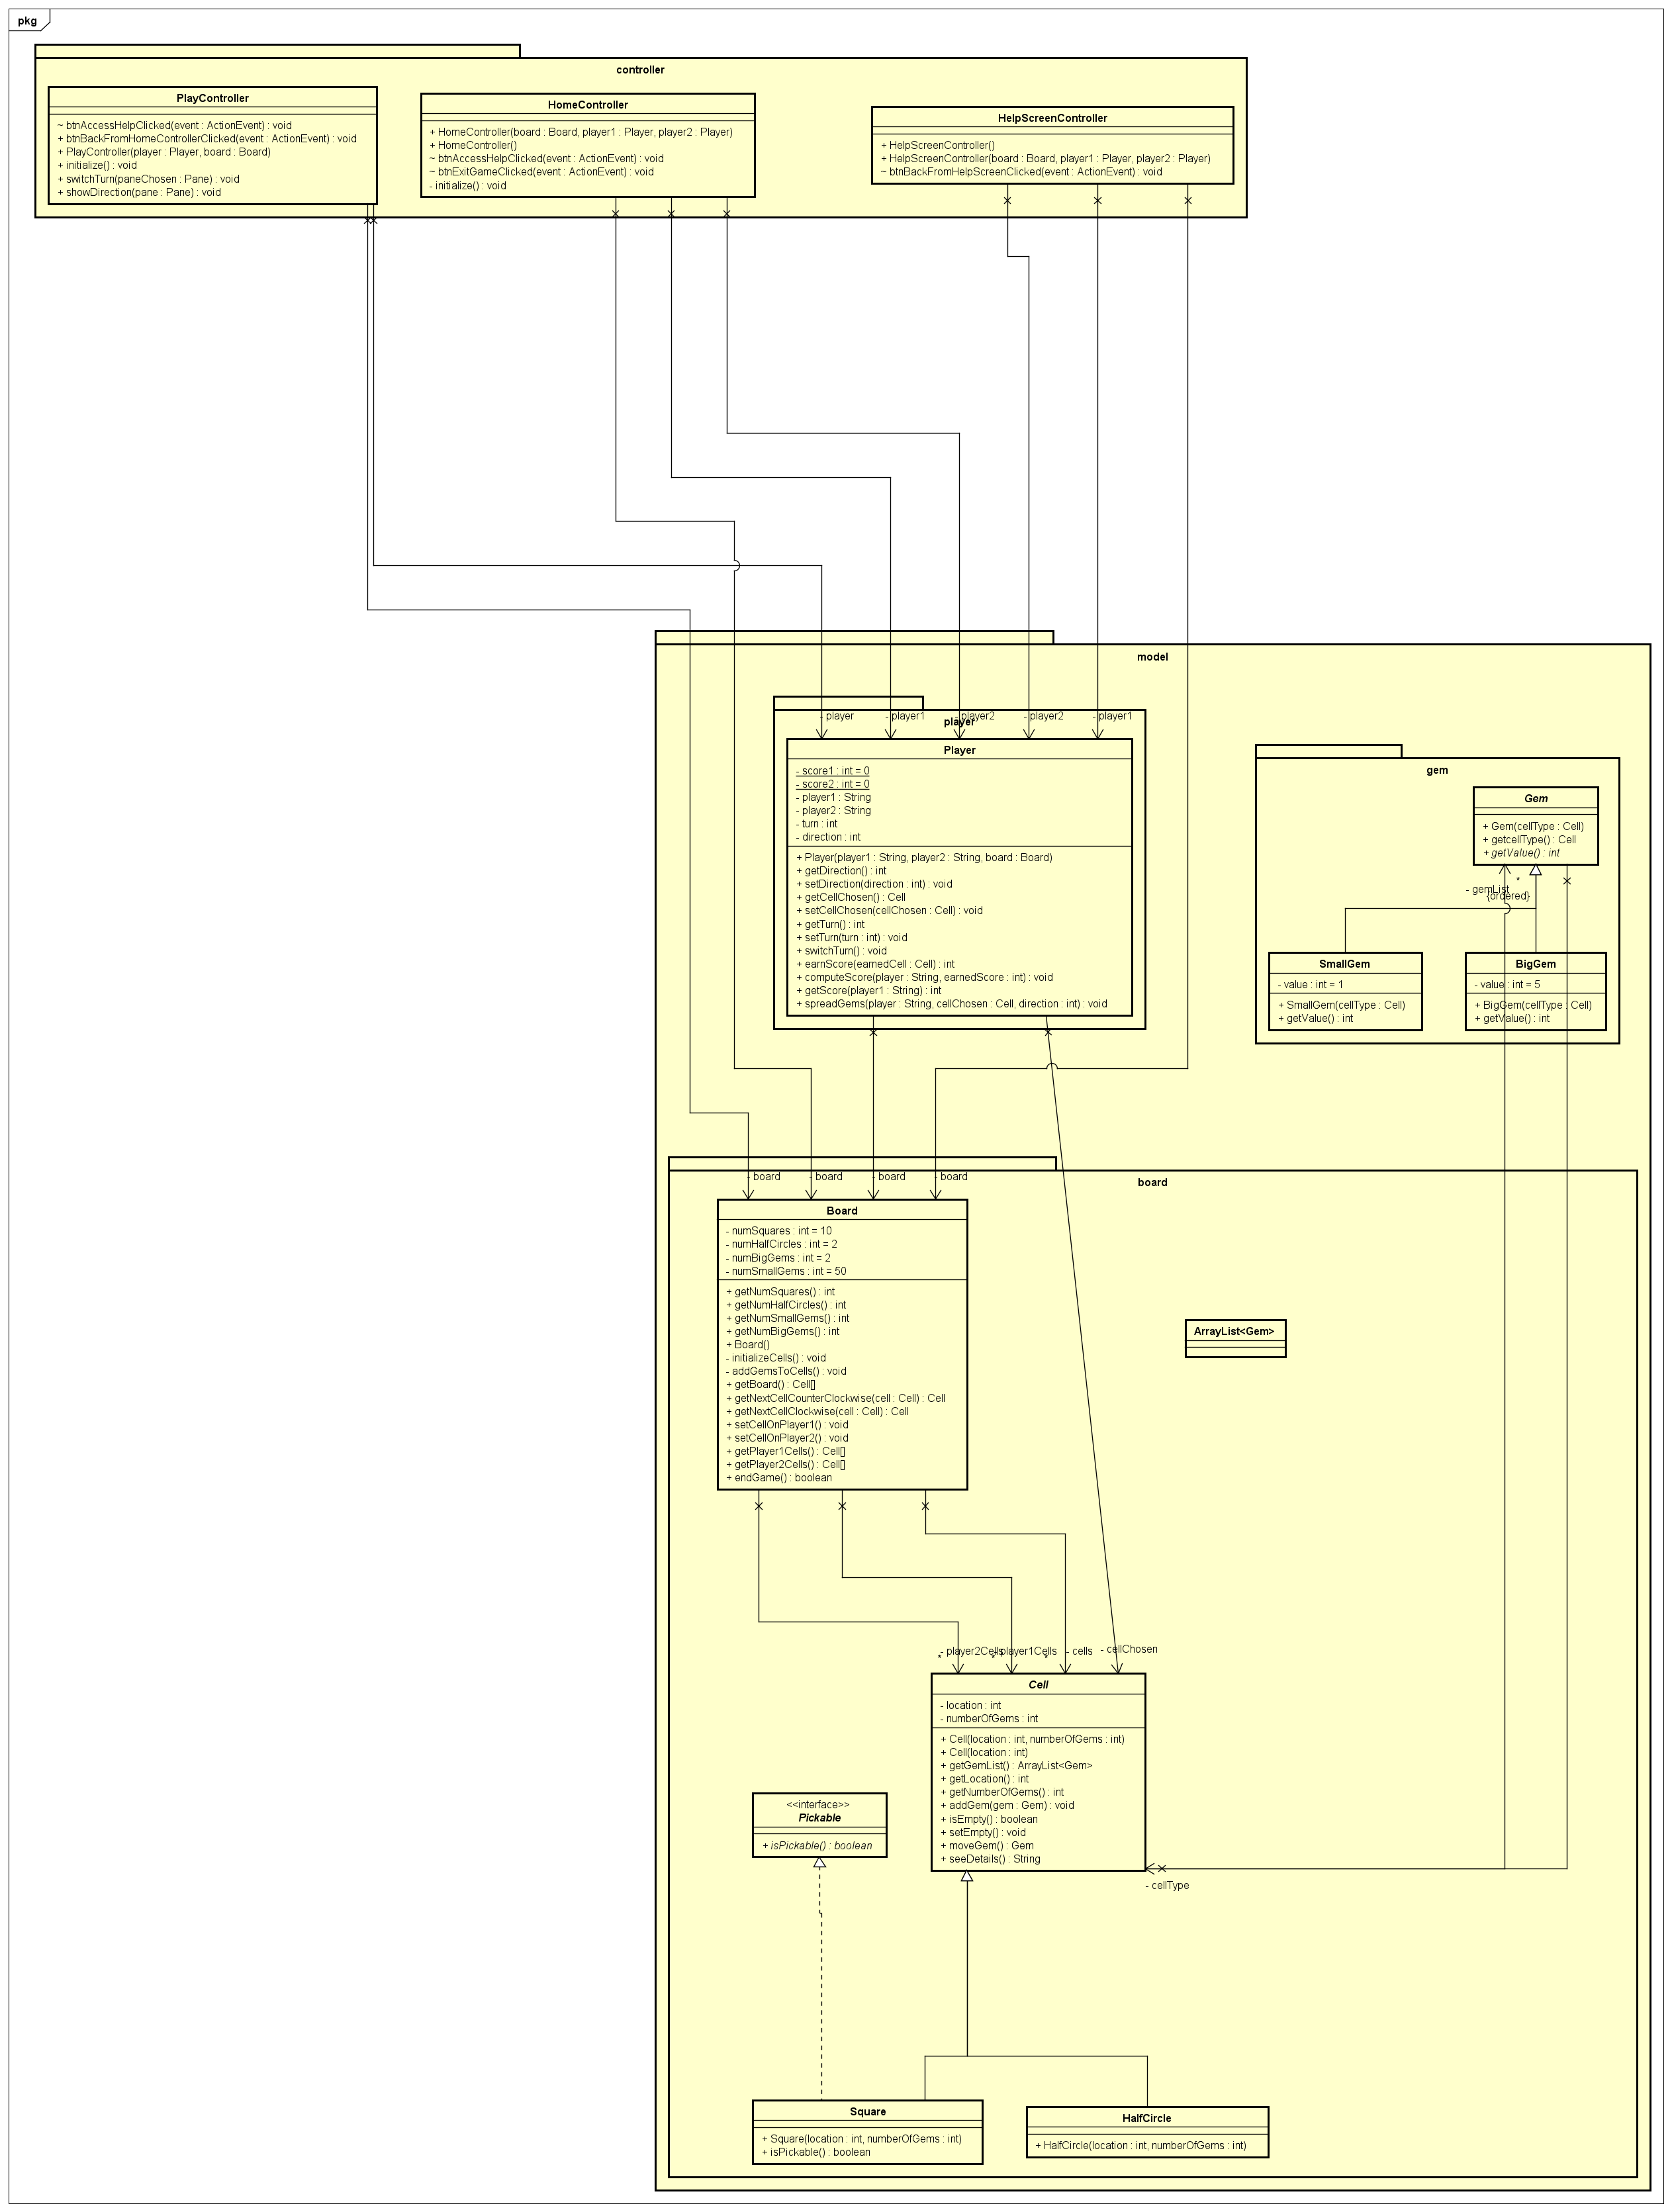 pkg
controller
PlayController
~ btnAccessHelpClicked(event : ActionEvent) : void
+ btnBackFromHomeControllerClicked(event : ActionEvent) : void
+ PlayController(player : Player, board : Board)
+ initialize() : void
+ switchTurn(paneChosen : Pane) : void
+ showDirection(pane : Pane) : void
HomeController
+ HomeController(board : Board, player1 : Player, player2 : Player)
+ HomeController()
~ btnAccessHelpClicked(event : ActionEvent) : void
~ btnExitGameClicked(event : ActionEvent) : void
- initialize() : void
HelpScreenController
+ HelpScreenController()
+ HelpScreenController(board : Board, player1 : Player, player2 : Player)
~ btnBackFromHelpScreenClicked(event : ActionEvent) : void
model
player
- player
- player1
- player2
- player2
- player1
Player
- score1 : int = 0
- score2 : int = 0
- player1 : String
- player2 : String
- turn : int
- direction : int
+ Player(player1 : String, player2 : String, board : Board)
+ getDirection() : int
+ setDirection(direction : int) : void
+ getCellChosen() : Cell
+ setCellChosen(cellChosen : Cell) : void
+ getTurn() : int
+ setTurn(turn : int) : void
+ switchTurn() : void
+ earnScore(earnedCell : Cell) : int
+ computeScore(player : String, earnedScore : int) : void
+ getScore(player1 : String) : int
+ spreadGems(player : String, cellChosen : Cell, direction : int) : void
gem
Gem
+ Gem(cellType : Cell)
+ getcellType() : Cell
+ getValue() : int
*
- gemList
{ordered}
SmallGem
- value : int = 1
+ SmallGem(cellType : Cell)
+ getValue() : int
BigGem
- value : int = 5
+ BigGem(cellType : Cell)
+ getValue() : int
board
- board
- board
- board
- board
Board
- numSquares : int = 10
- numHalfCircles : int = 2
- numBigGems : int = 2
- numSmallGems : int = 50
+ getNumSquares() : int
+ getNumHalfCircles() : int
+ getNumSmallGems() : int
+ getNumBigGems() : int
+ Board()
- initializeCells() : void
- addGemsToCells() : void
+ getBoard() : Cell[]
+ getNextCellCounterClockwise(cell : Cell) : Cell
+ getNextCellClockwise(cell : Cell) : Cell
+ setCellOnPlayer1() : void
+ setCellOnPlayer2() : void
+ getPlayer1Cells() : Cell[]
+ getPlayer2Cells() : Cell[]
+ endGame() : boolean
ArrayList<Gem>
- player2Cells
- player1Cells
- cells
- cellChosen
*
*
*
Cell
- location : int
- numberOfGems : int
+ Cell(location : int, numberOfGems : int)
+ Cell(location : int)
+ getGemList() : ArrayList<Gem>
+ getLocation() : int
+ getNumberOfGems() : int
+ addGem(gem : Gem) : void
+ isEmpty() : boolean
+ setEmpty() : void
+ moveGem() : Gem
+ seeDetails() : String
- cellType
<<interface>>
Pickable
+ isPickable() : boolean
Square
+ Square(location : int, numberOfGems : int)
+ isPickable() : boolean
HalfCircle
+ HalfCircle(location : int, numberOfGems : int)